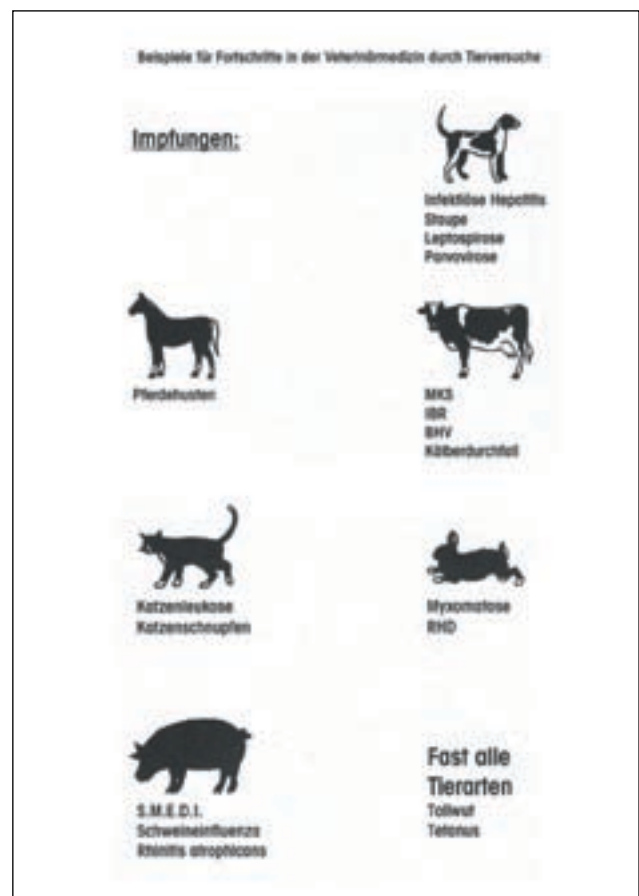 Beispiele für Fortschritte in der Veterinärmedizin durch Tierversuche
Impfungen:
Infektiöse Hepatitis
Staupe
Leptospirose
Parvovirose
Pferdehusten
MKS
IBR
BHV
Kälberdurchfall
Katzenleukose
Katzenschnupfen
Myxomatose
RHD
S.M.E.D.I.
Schweineinfluenza
Rhinitis atrophicans
Fast alle
Tierarten
Tollwut
Tetanus